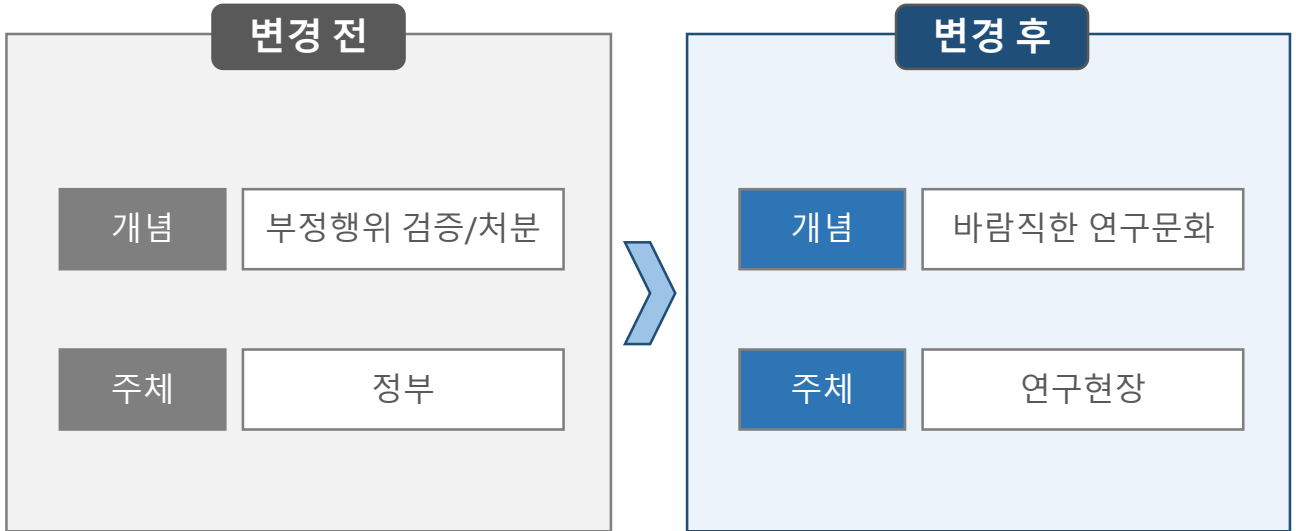 변경 전
개념
부정행위 검증/처분
주체
정부
변경 후
개념
바람직한 연구문화
주체
연구현장